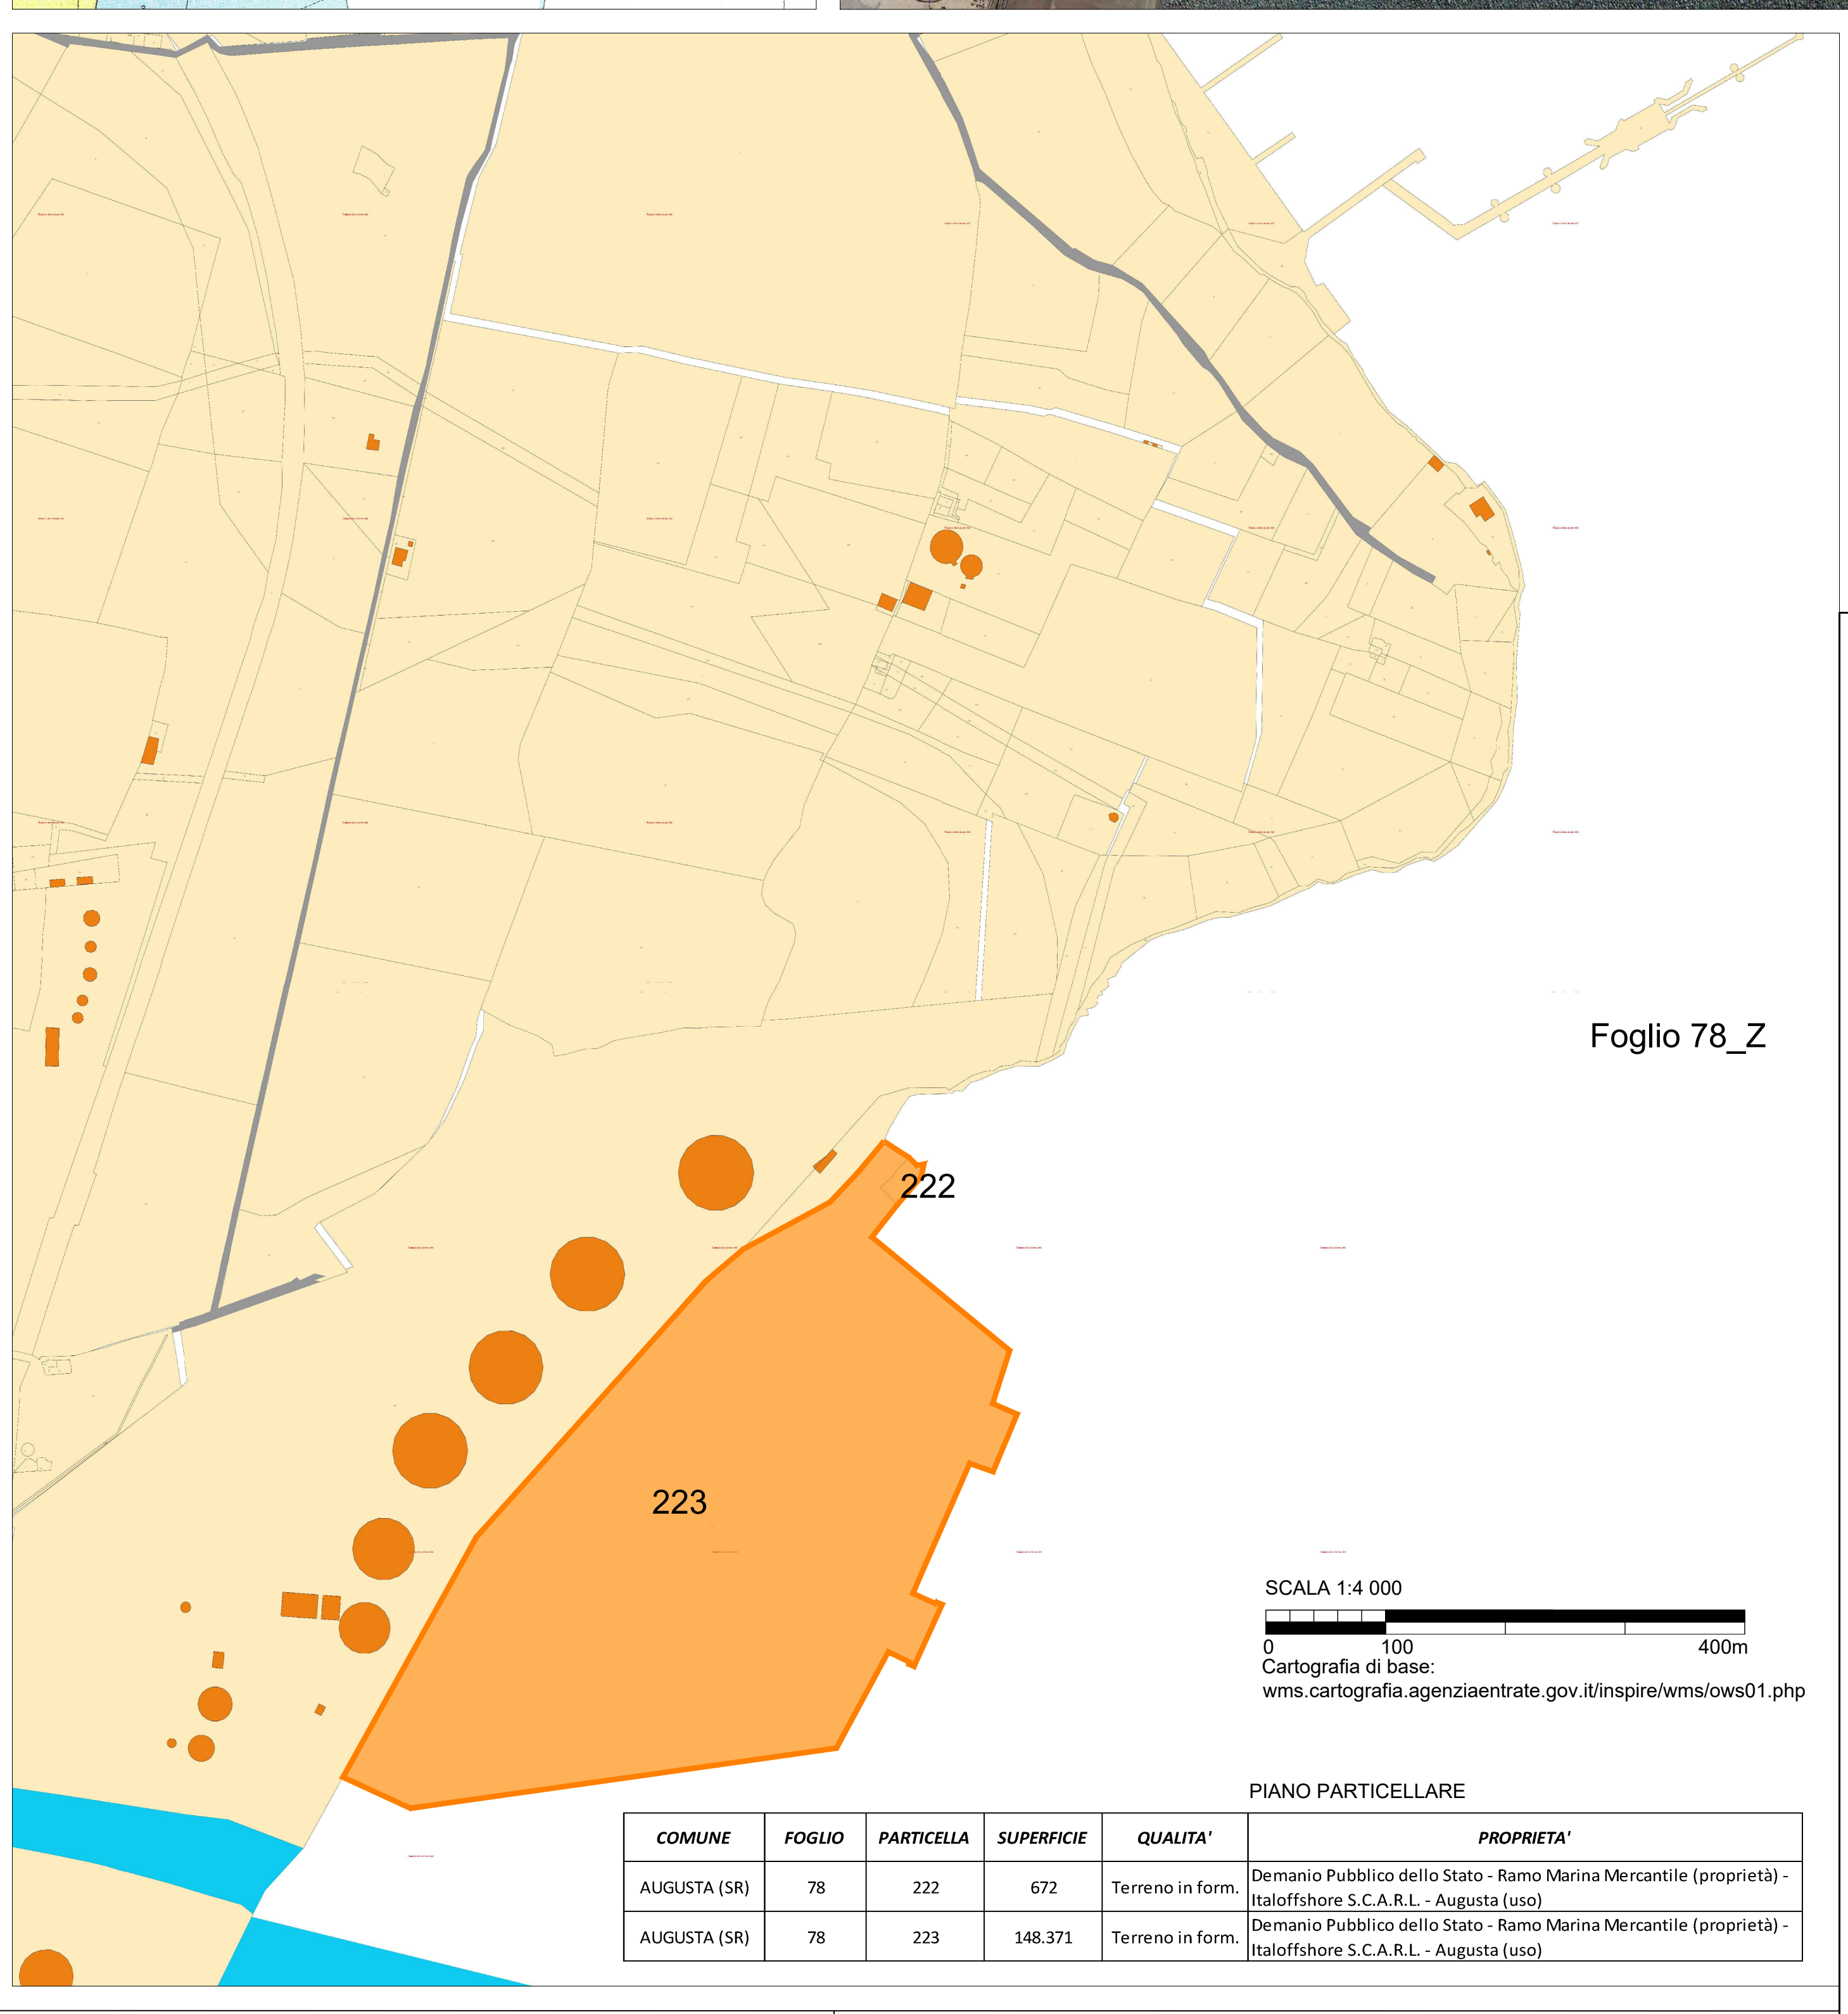 Foglio 78_Z
222
223
SCALA 1:4 000
0 100 400m
Cartografia di base:
wms.cartografia.agenziaentrate.gov.it/inspire/wms/ows01.php
PIANO PARTICELLARE
COMUNE FOGLIO PARTICELLA SUPERFICIE QUALITA' PROPRIETA'
AUGUSTA (SR) 78 222 672 Terreno in form. Demanio Pubblico dello Stato - Ramo Marina Mercantile (proprietà) -
Italoffshore S.C.A.R.L. - Augusta (uso)
AUGUSTA (SR) 78 223 148.371 Terreno in form. Demanio Pubblico dello Stato - Ramo Marina Mercantile (proprietà) -
Italoffshore S.C.A.R.L. - Augusta (uso)